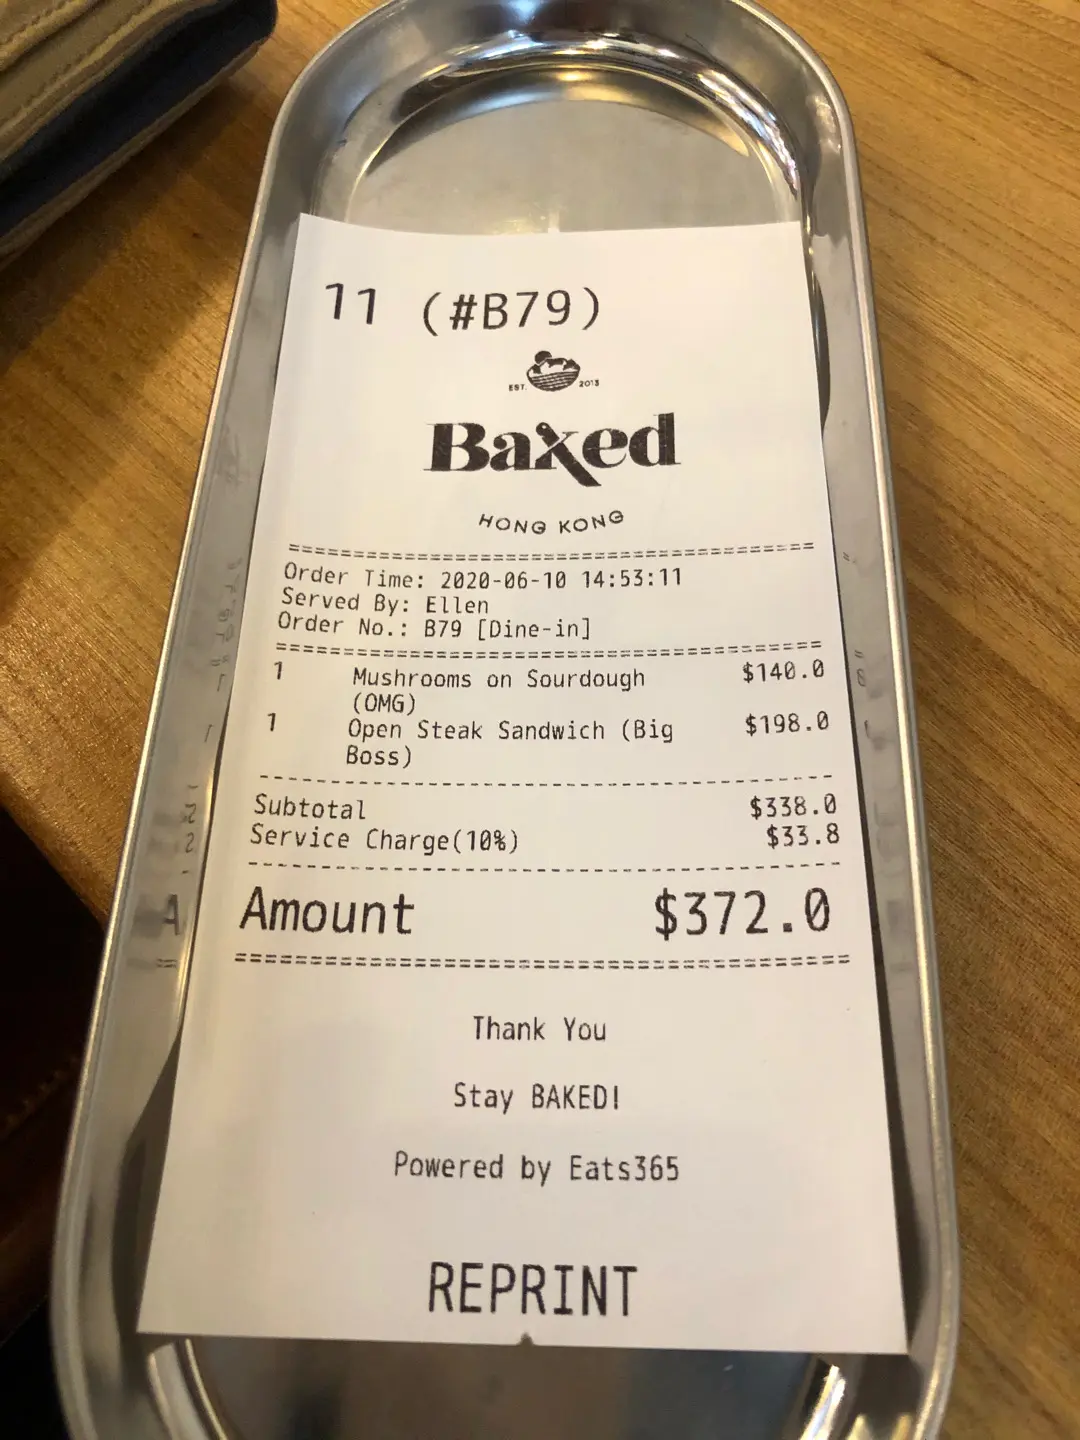 11 (#B79)
EST. 2013
Baked
HONG KONG
========================================
Order Time: 2020-06-10 14:53:11
Served By: Ellen
Order No.: B79 [Dine-in]
========================================
1 Mushrooms on Sourdough $140.0
(OMG)
1 Open Steak Sandwich (Big $198.0
Boss)
----------------------------------------
Subtotal $338.0
Service Charge(10%) $33.8
----------------------------------------
Amount $372.0
========================================
Thank You
Stay BAKED!
Powered by Eats365
REPRINT